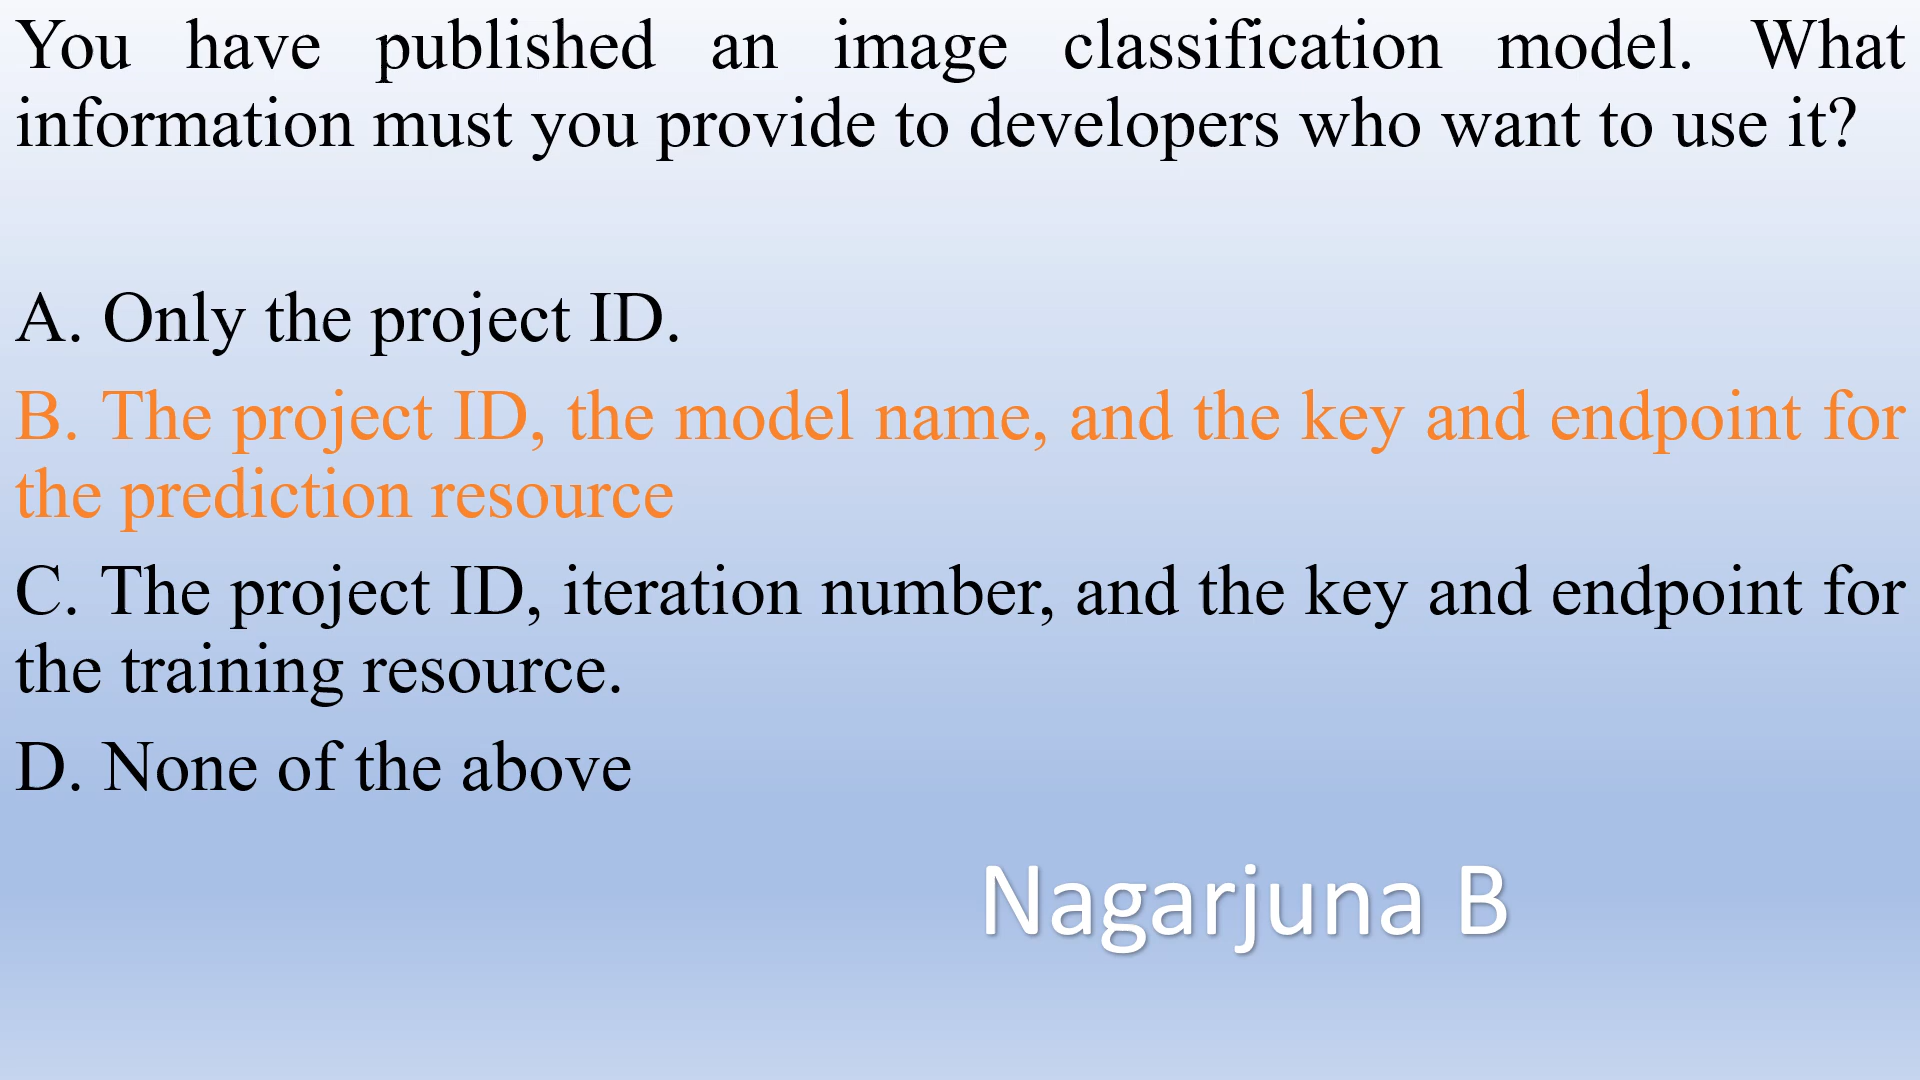 You have published an image classification model. What
information must you provide to developers who want to use it?
A. Only the project ID.
B. The project ID, the model name, and the key and endpoint for
the prediction resource
C. The project ID, iteration number, and the key and endpoint for
the training resource.
D. None of the above
Nagarjuna B